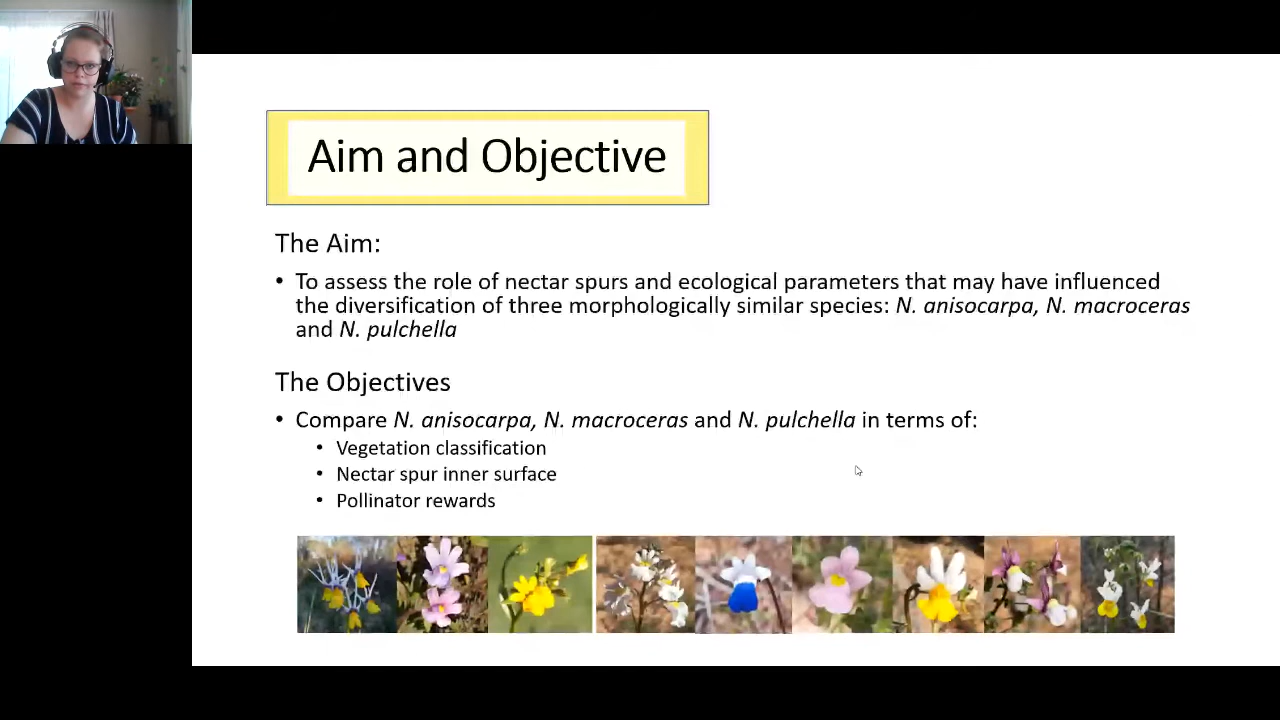 Aim and Objective
The Aim:
• To assess the role of nectar spurs and ecological parameters that may have influenced
the diversification of three morphologically similar species: N. anisocarpa, N. macroceras
and N. pulchella
The Objectives
• Compare N. anisocarpa, N. macroceras and N. pulchella in terms of:
• Vegetation classification
• Nectar spur inner surface
• Pollinator rewards